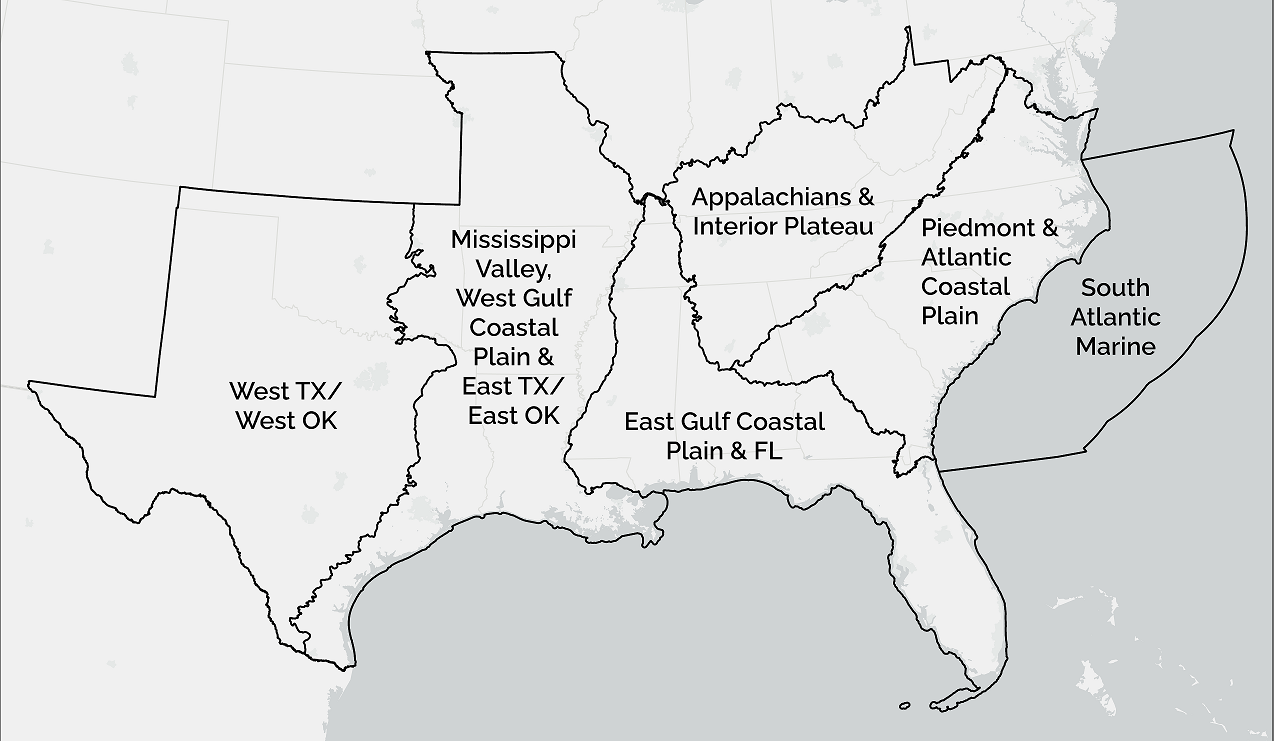 Appalachians &
Interior Plateau
Piedmont &
Atlantic
Coastal
Plain
Mississippi
Valley,
West Gulf
Coastal
Plain &
East TX/
East OK
South
Atlantic
Marine
West TX/
West OK
East Gulf Coastal
Plain & FL